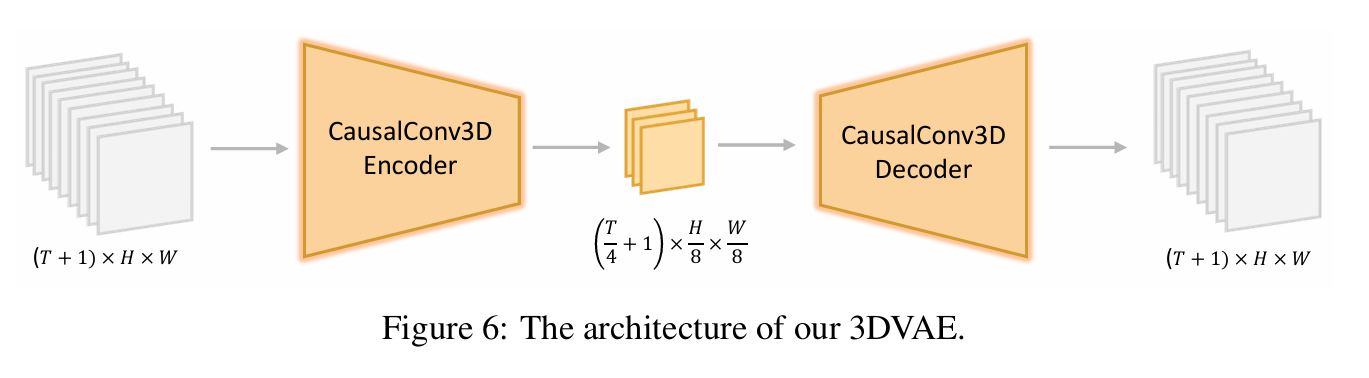 CausalConv3D
Encoder
CausalConv3D
Decoder
(T + 1) × H × W
(T/4 + 1) × H/8 × W/8
(T + 1) × H × W
Figure 6: The architecture of our 3DVAE.